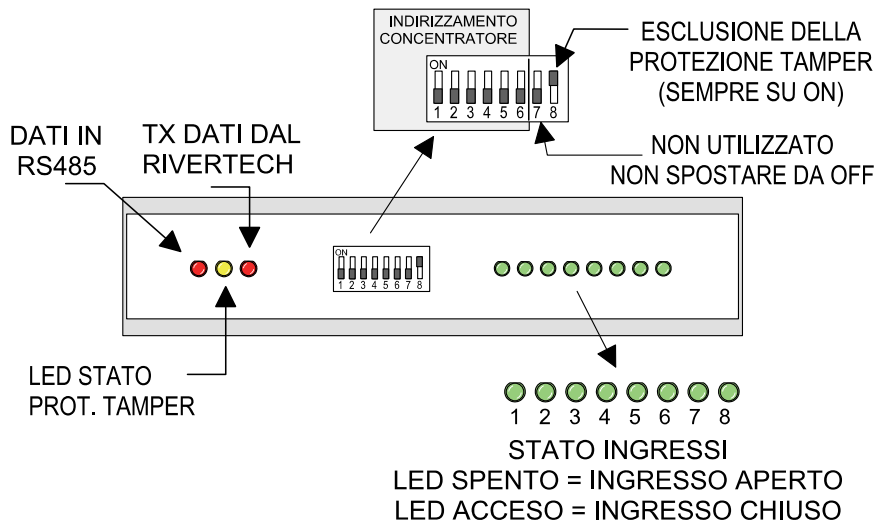 INDIRIZZAMENTO
CONCENTRATORE
ON
1 2 3 4 5 6 7 8
ESCLUSIONE DELLA
PROTEZIONE TAMPER
(SEMPRE SU ON)
NON UTILIZZATO
NON SPOSTARE DA OFF
DATI IN
RS485
TX DATI DAL
RIVERTECH
ON
1 2 3 4 5 6 7 8
LED STATO
PROT. TAMPER
1 2 3 4 5 6 7 8
STATO INGRESSI
LED SPENTO = INGRESSO APERTO
LED ACCESO = INGRESSO CHIUSO